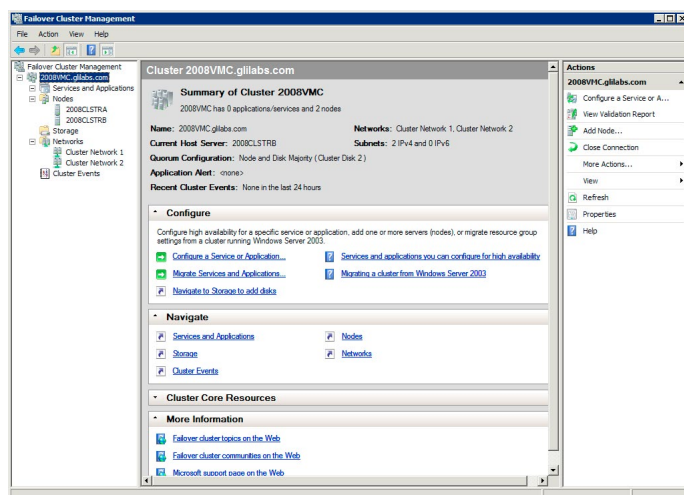 Failover Cluster Management
File Action View Help
Failover Cluster Management
2008VMC.glilabs.com
Services and Applications
Nodes
2008CLSTRA
2008CLSTRB
Storage
Networks
Cluster Network 1
Cluster Network 2
Cluster Events
Cluster 2008VMC.glilabs.com
Summary of Cluster 2008VMC
2008VMC has 0 applications/services and 2 nodes
Name: 2008VMC.glilabs.com Networks: Cluster Network 1, Cluster Network 2
Current Host Server: 2008CLSTRB Subnets: 2 IPv4 and 0 IPv6
Quorum Configuration: Node and Disk Majority ( Cluster Disk 2 )
Application Alert: <none>
Recent Cluster Events: None in the last 24 hours
Configure
Configure high availability for a specific service or application, add one or more servers (nodes), or migrate resource group
settings from a cluster running Windows Server 2003.
Configure a Service or Application... Services and applications you can configure for high availability
Migrate Services and Applications... Migrating a cluster from Windows Server 2003
Navigate to Storage to add disks
Navigate
Services and Applications Nodes
Storage Networks
Cluster Events
Cluster Core Resources
More Information
Failover cluster topics on the Web
Failover cluster communities on the Web
Microsoft support page on the Web
Actions
2008VMC.glilabs.com
Configure a Service or A...
View Validation Report
Add Node...
Close Connection
More Actions...
View
Refresh
Properties
Help